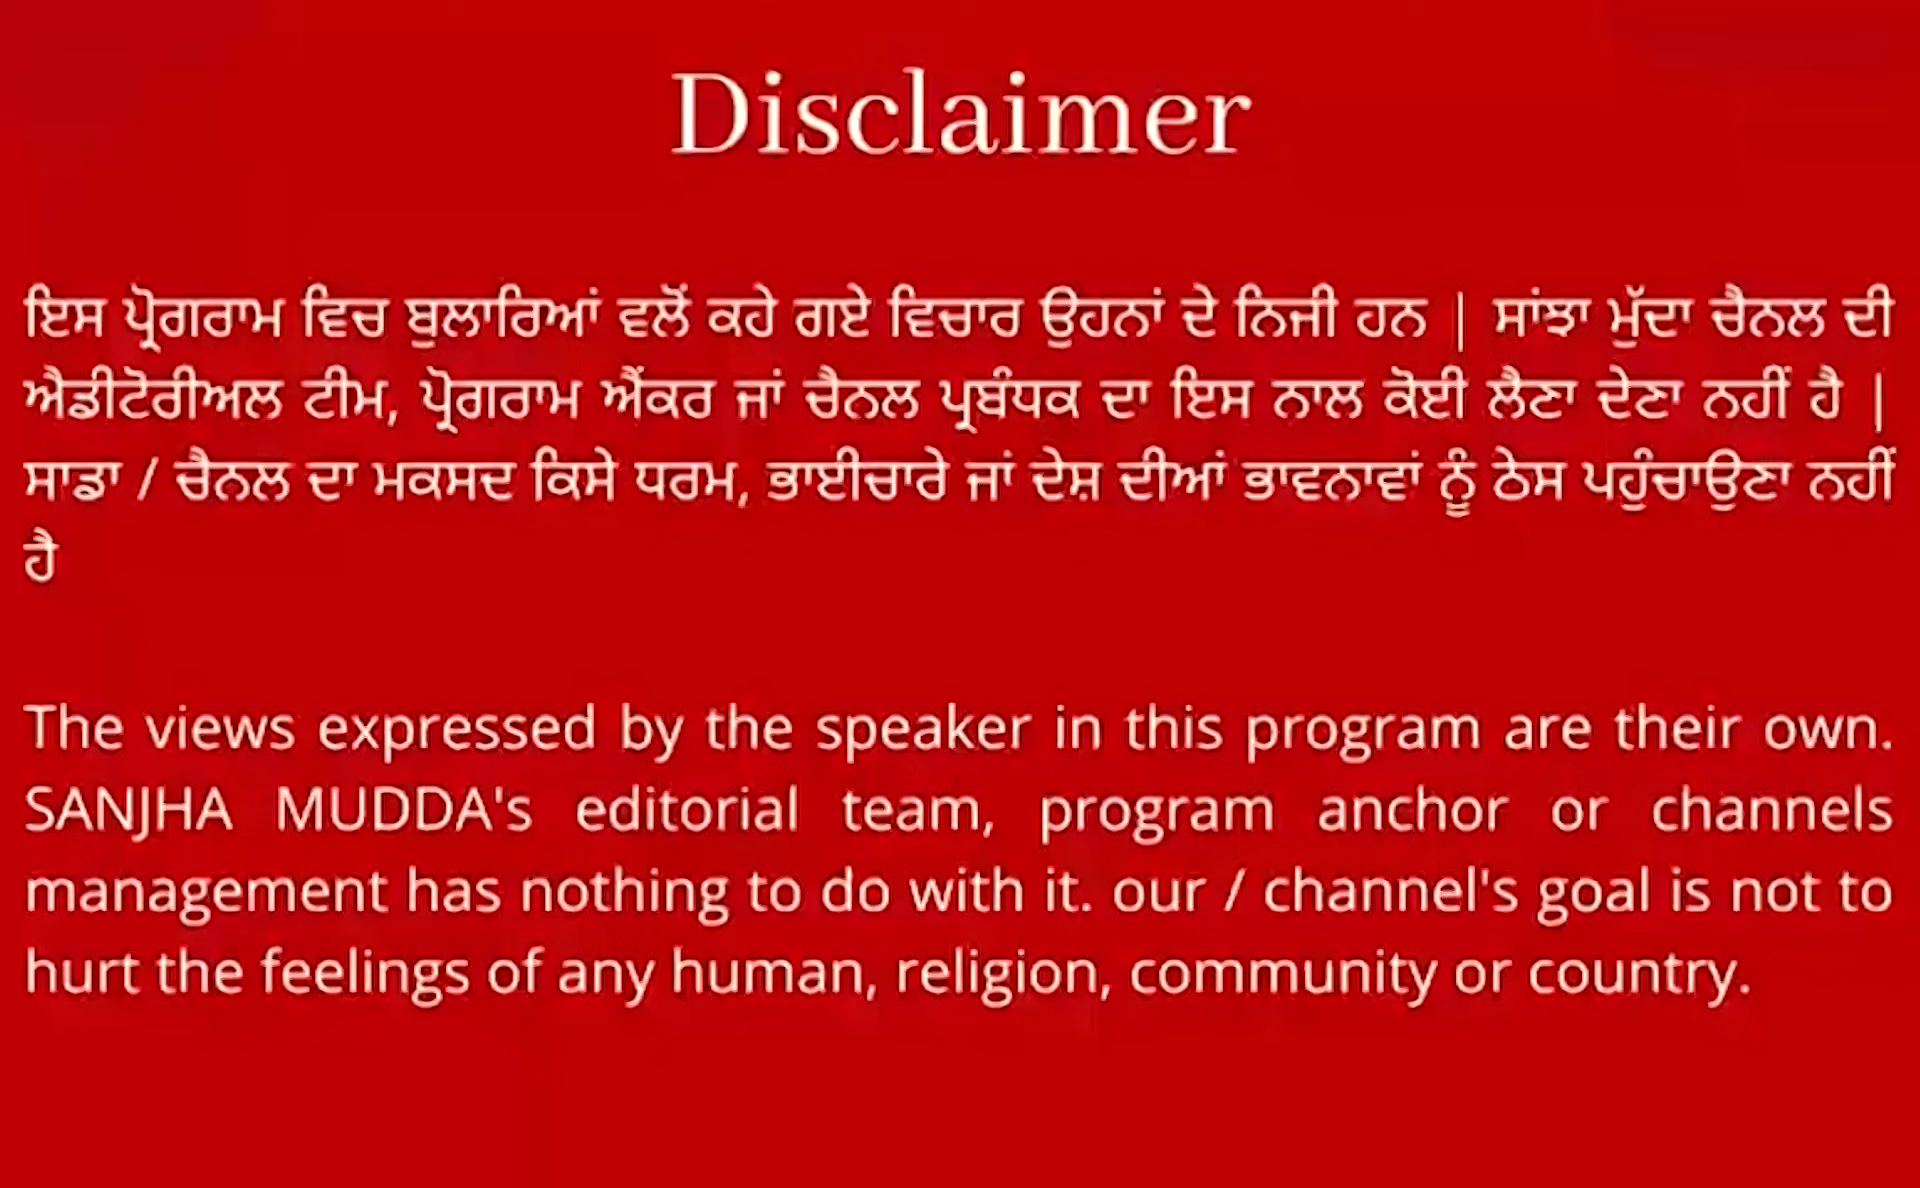 Disclaimer
ਇਸ ਪ੍ਰੋਗਰਾਮ ਵਿਚ ਬੁਲਾਰਿਆਂ ਵਲੋਂ ਕਹੇ ਗਏ ਵਿਚਾਰ ਉਹਨਾਂ ਦੇ ਨਿਜੀ ਹਨ | ਸਾਂਝਾ ਮੁੱਦਾ ਚੈਨਲ ਦੀ
ਐਡੀਟੋਰੀਅਲ ਟੀਮ, ਪ੍ਰੋਗਰਾਮ ਐਂਕਰ ਜਾਂ ਚੈਨਲ ਪ੍ਰਬੰਧਕ ਦਾ ਇਸ ਨਾਲ ਕੋਈ ਲੈਣਾ ਦੇਣਾ ਨਹੀਂ ਹੈ |
ਸਾਡਾ / ਚੈਨਲ ਦਾ ਮਕਸਦ ਕਿਸੇ ਧਰਮ, ਭਾਈਚਾਰੇ ਜਾਂ ਦੇਸ਼ ਦੀਆਂ ਭਾਵਨਾਵਾਂ ਨੂੰ ਠੇਸ ਪਹੁੰਚਾਉਣਾ ਨਹੀਂ
ਹੈ
The views expressed by the speaker in this program are their own.
SANJHA MUDDA's editorial team, program anchor or channels
management has nothing to do with it. our / channel's goal is not to
hurt the feelings of any human, religion, community or country.